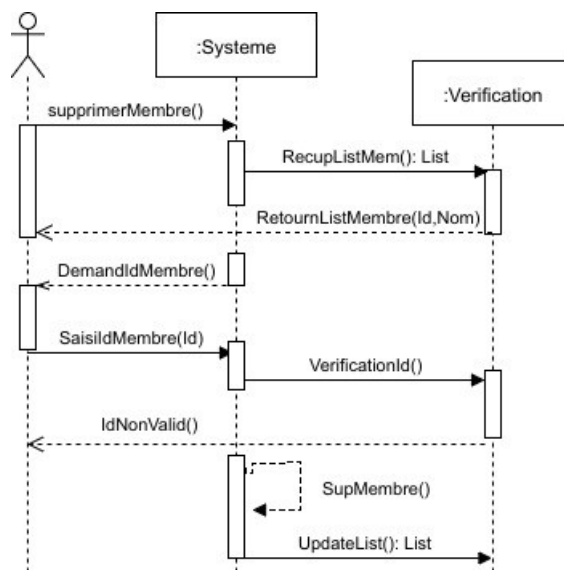 :Systeme
:Verification
supprimerMembre()
RecupListMem(): List
RetournListMembre(Id,Nom)
DemandIdMembre()
SaisiIdMembre(Id)
VerificationId()
IdNonValid()
SupMembre()
UpdateList(): List